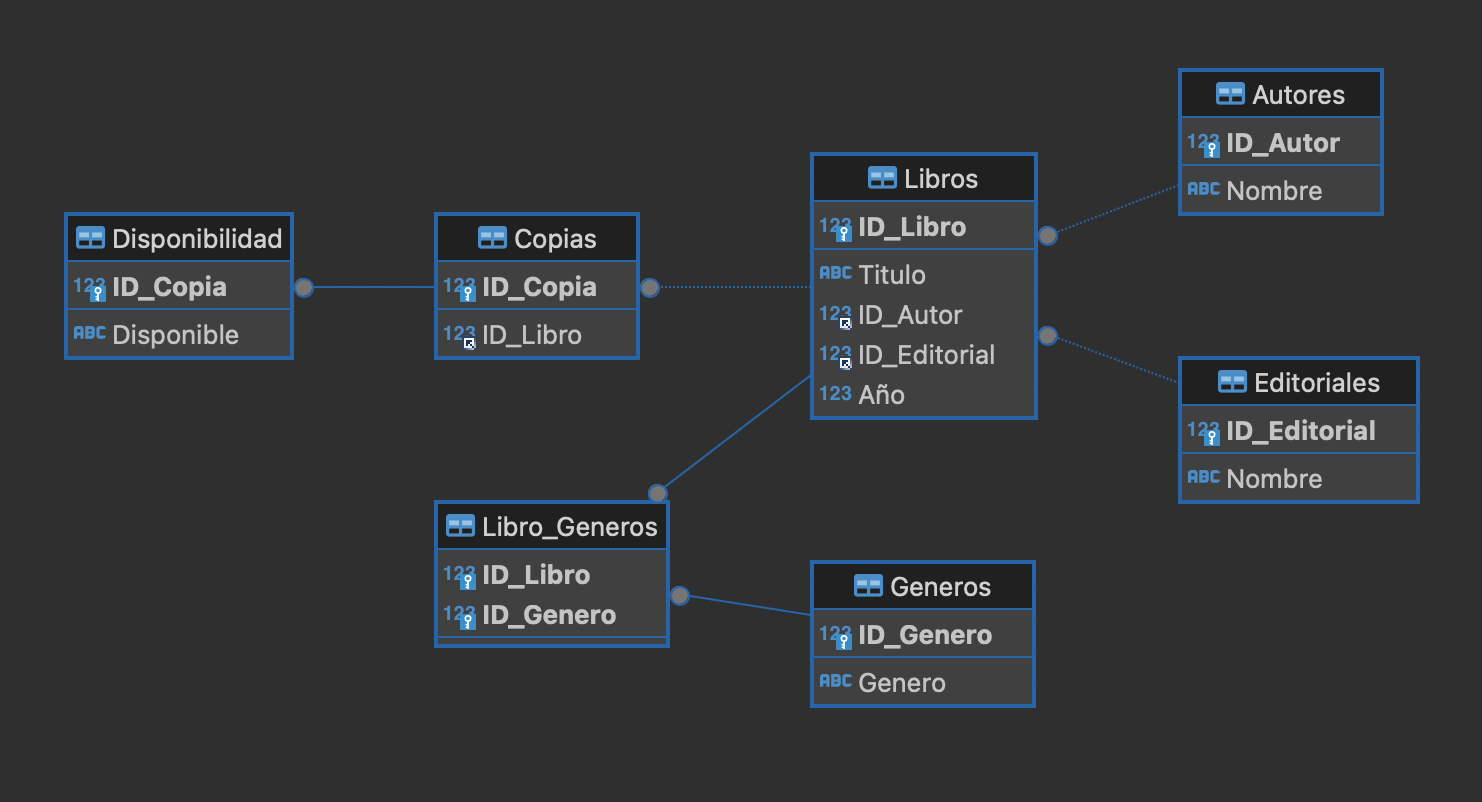 Disponibilidad
123 ID_Copia
ABC Disponible
Copias
123 ID_Copia
123 ID_Libro
Libros
123 ID_Libro
ABC Titulo
123 ID_Autor
123 ID_Editorial
123 Año
Autores
123 ID_Autor
ABC Nombre
Editoriales
123 ID_Editorial
ABC Nombre
Libro_Generos
123 ID_Libro
123 ID_Genero
Generos
123 ID_Genero
ABC Genero